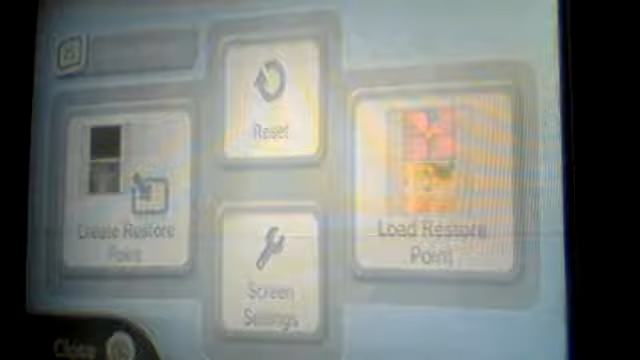 Reset
Create Restore
Point
Load Restore
Point
Screen
Settings
Close